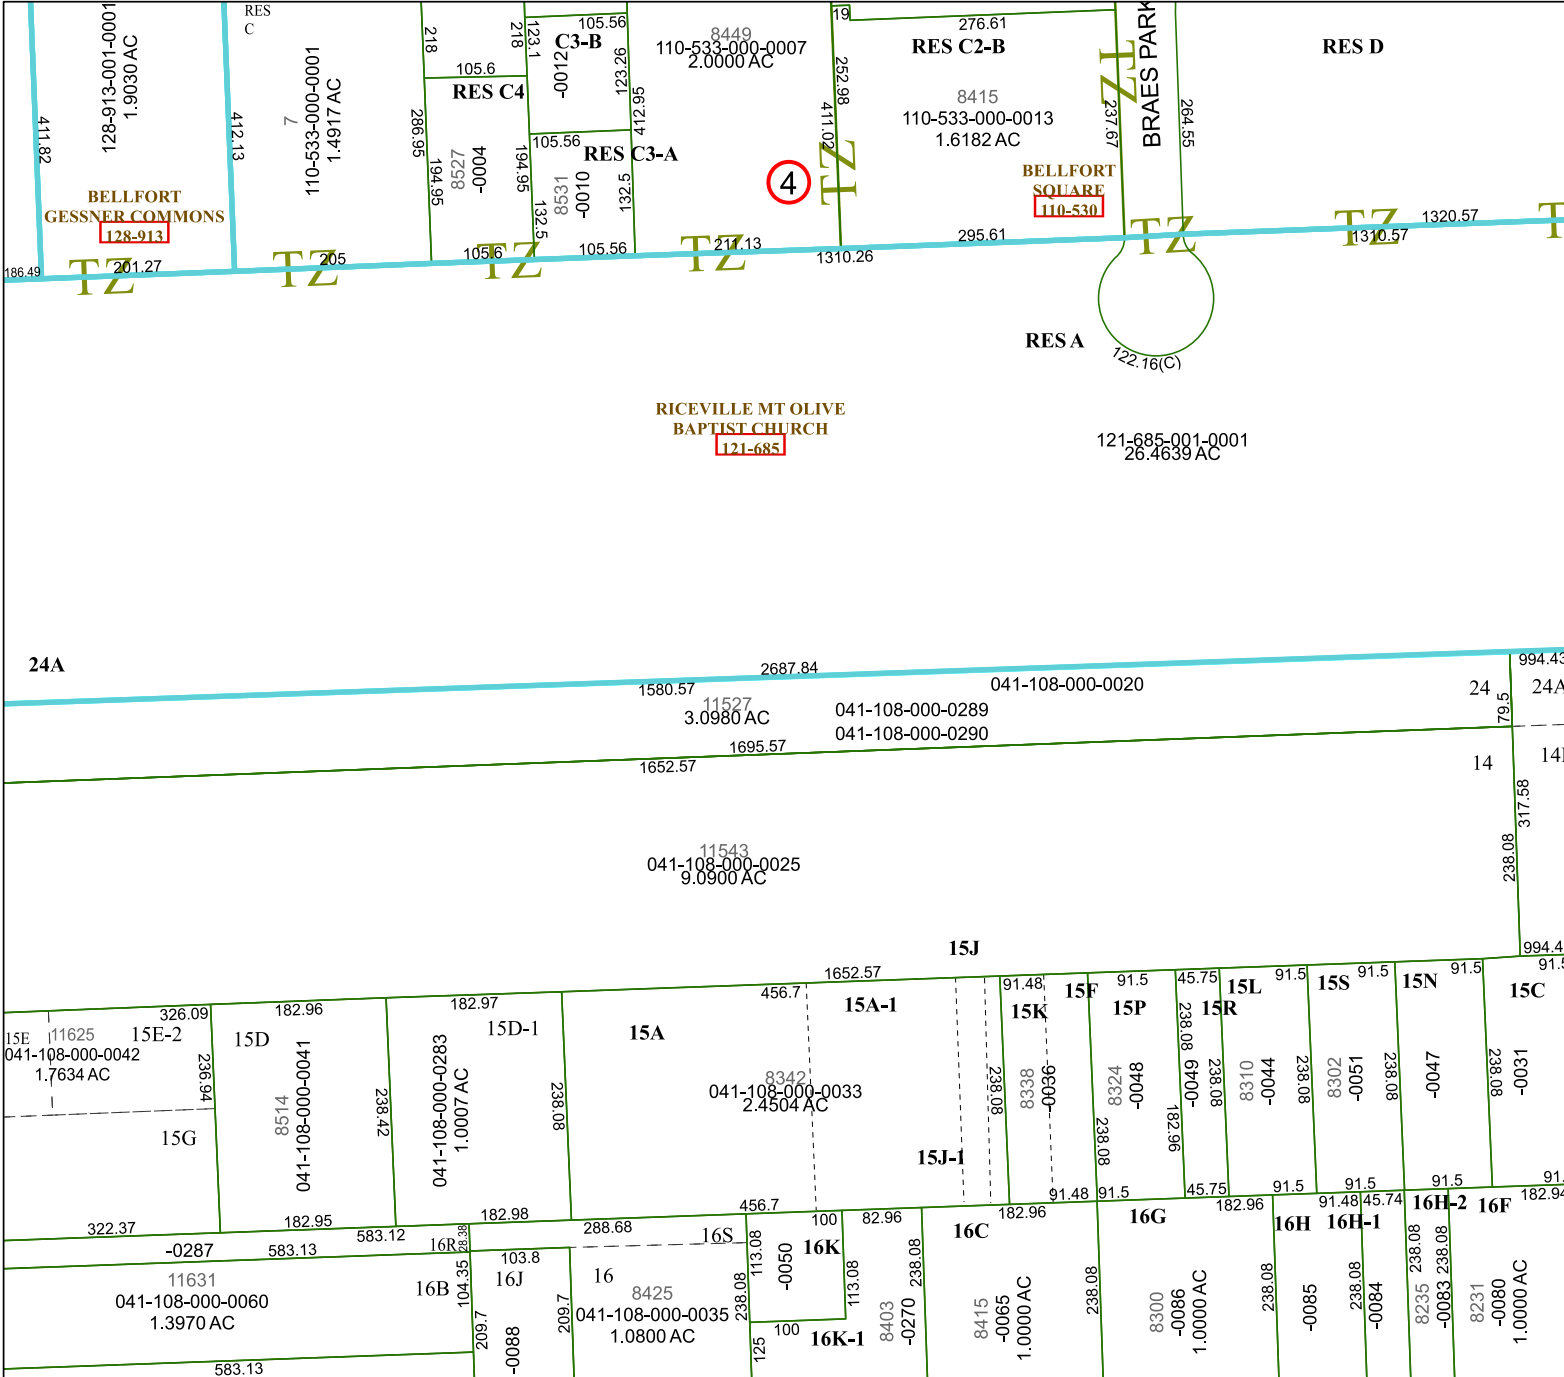 RES
C
19
276.61
BRAES PARK
128-913-001-0001
1.9030 AC
218
218
123.1
105.56
C3-B
8449
110-533-000-0007
2.0000 AC
RES C2-B
RES D
7
110-533-000-0001
1.4917 AC
105.6
RES C4
-0012
123.26
252.98
TZ
8415
110-533-000-0013
1.6182 AC
237.67
264.55
411.82
412.13
286.95
412.95
411.02
105.56
RES C3-A
194.95
8527
-0004
194.95
8531
-0010
132.5
132.5
4
TZ
BELLFORT
SQUARE
110-530
BELLFORT
GESSNER COMMONS
128-913
186.49
TZ
201.27
TZ
205
TZ
105.6
105.56
TZ
211.13
1310.26
295.61
TZ
TZ
1310.57
1320.57
RES A
122.16(C)
RICEVILLE MT OLIVE
BAPTIST CHURCH
121-685
121-685-001-0001
26.4639 AC
24A
2687.84
994.43
1580.57
041-108-000-0020
24
24A
11527
3.0980 AC
041-108-000-0289
041-108-000-0290
79.5
1695.57
1652.57
14
317.58
11543
041-108-000-0025
9.0900 AC
238.08
15J
994.4
1652.57
326.09
182.96
182.97
456.7
91.48
91.5
45.75
91.5
91.5
91.5
91.5
15E
11625
15E-2
041-108-000-0042
1.7634 AC
236.94
15D
15D-1
15A
15A-1
15K
15F
15P
15R
15L
15S
15N
15C
8514
041-108-000-0041
238.42
041-108-000-0283
1.0007 AC
238.08
8342
041-108-000-0033
2.4504 AC
238.08
8338
-0036
8324
-0048
238.08
-0049
238.08
8310
-0044
238.08
8302
-0051
238.08
-0047
238.08
-0031
15G
15J-1
238.08
182.96
322.37
182.95
182.98
456.7
91.48
91.5
45.75
91.5
91.5
91.5
91.
583.12
288.68
100
82.96
182.96
182.96
91.48
45.74
182.94
-0287
583.13
16R
28.38
16S
16K
16C
16G
16H
16H-1
16H-2
16F
11631
041-108-000-0060
1.3970 AC
16B
104.35
103.8
16J
16
113.08
-0050
113.08
238.08
238.08
238.08
238.08
238.08
238.08
209.7
-0088
209.7
8425
041-108-000-0035
1.0800 AC
238.08
125
100
16K-1
8403
-0270
8415
-0065
1.0000 AC
8300
-0086
1.0000 AC
-0085
-0084
8235
-0083
8231
-0080
1.0000 AC
583.13